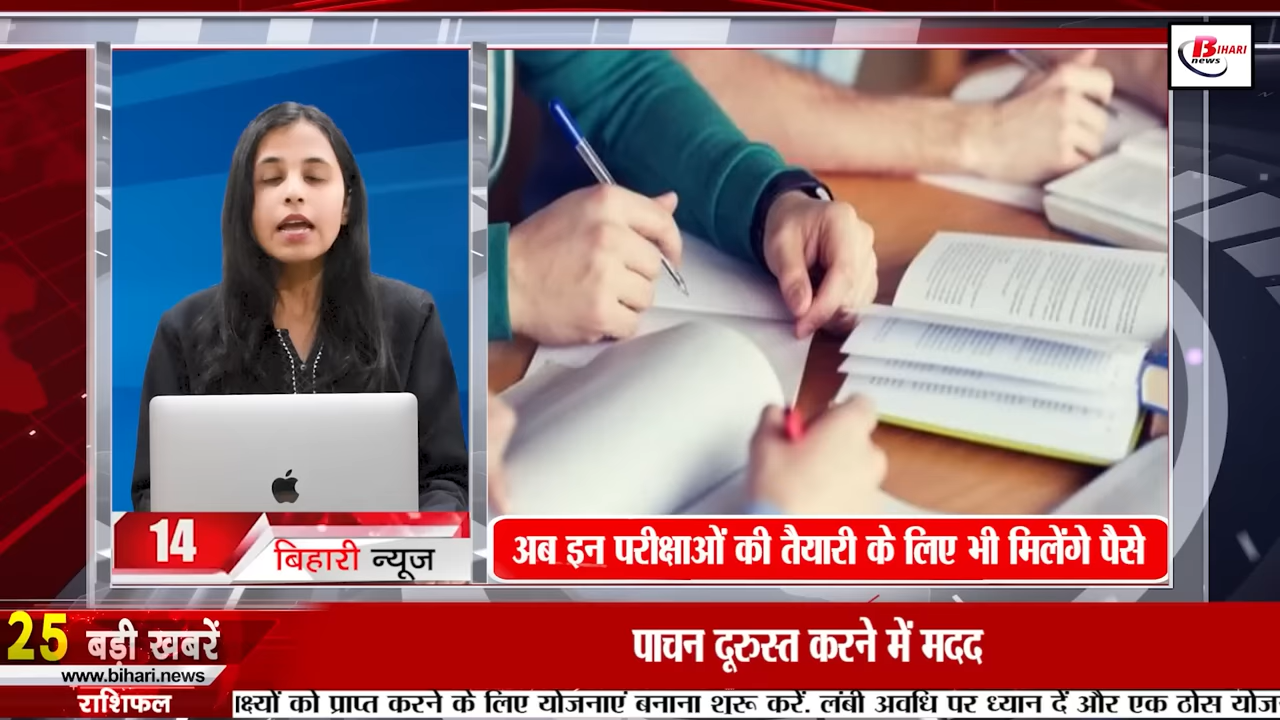 BIHARI
news
14
बिहारी न्यूज
अब इन परीक्षाओं की तैयारी के लिए भी मिलेंगे पैसे
25 बड़ी खबरें
www.bihari.news
पाचन दूरुस्त करने में मदद
राशिफल
क्ष्यों को प्राप्त करने के लिए योजनाएं बनाना शुरू करें. लंबी अवधि पर ध्यान दें और एक ठोस योज